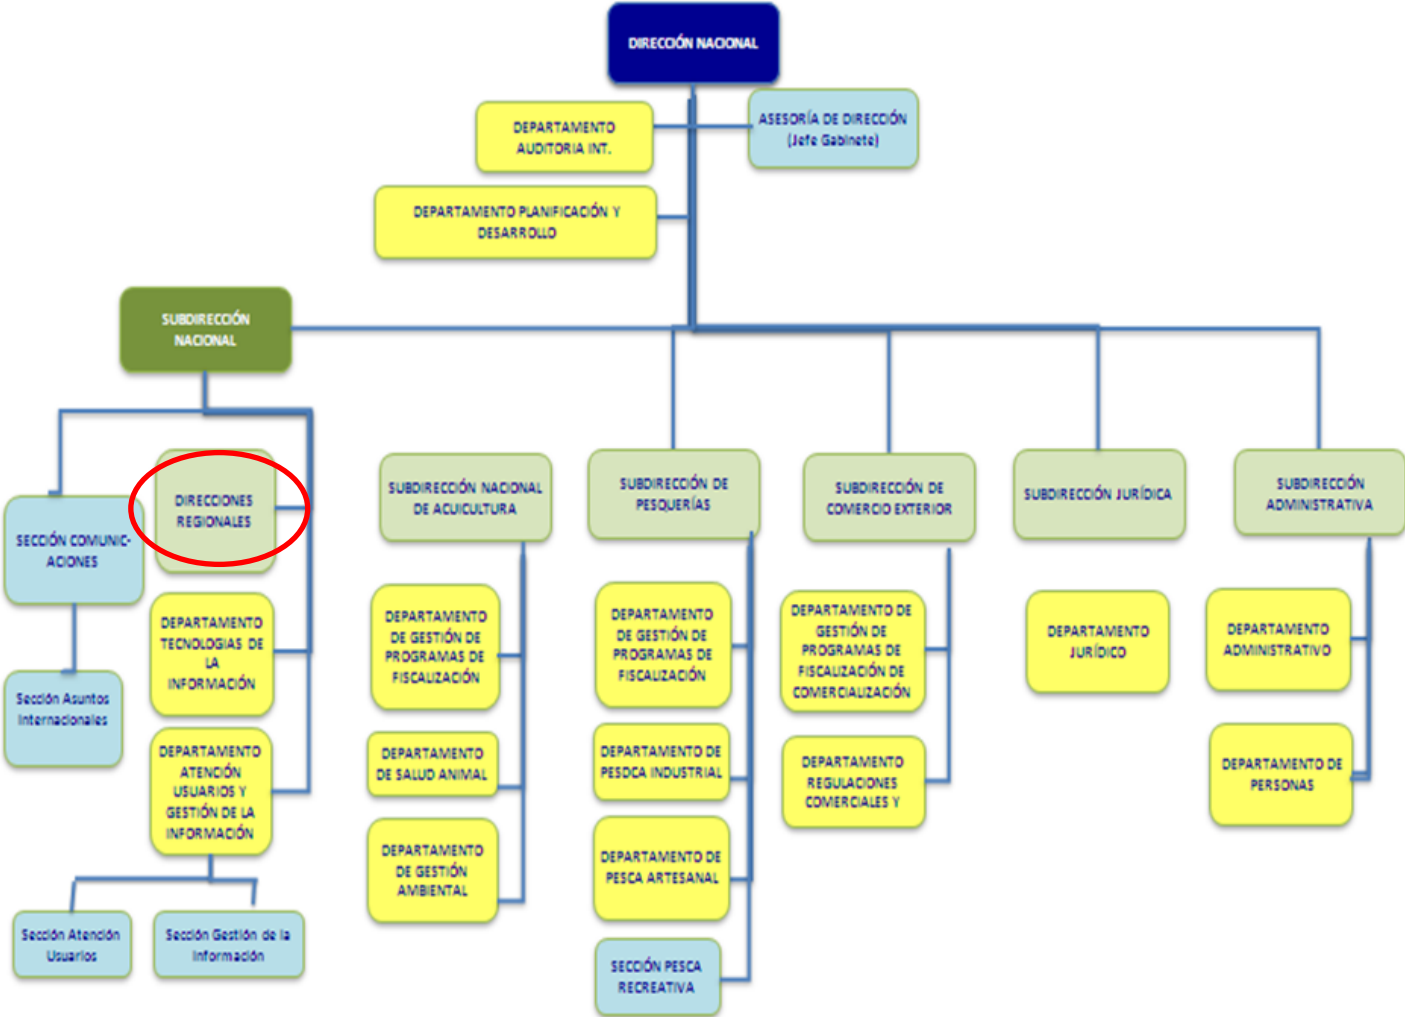 DIRECCIÓN NACIONAL
DEPARTAMENTO
AUDITORIA INT.
ASESORÍA DE DIRECCIÓN
(Jefe Gabinete)
DEPARTAMENTO PLANIFICACIÓN Y
DESARROLLO
SUBDIRECCIÓN
NACIONAL
SECCIÓN COMUNIC-
ACIONES
Sección Asuntos
Internacionales
DIRECCIONES
REGIONALES
DEPARTAMENTO
TECNOLOGIAS DE
LA
INFORMACIÓN
DEPARTAMENTO
ATENCIÓN
USUARIOS Y
GESTIÓN DE LA
INFORMACIÓN
Sección Atención
Usuarios
Sección Gestión de la
Información
SUBDIRECCIÓN NACIONAL
DE ACUICULTURA
DEPARTAMENTO
DE GESTIÓN DE
PROGRAMAS DE
FISCALIZACIÓN
DEPARTAMENTO
DE SALUD ANIMAL
DEPARTAMENTO
DE GESTIÓN
AMBIENTAL
SUBDIRECCIÓN DE
PESQUERÍAS
DEPARTAMENTO
DE GESTIÓN DE
PROGRAMAS DE
FISCALIZACIÓN
DEPARTAMENTO DE
PESDCA INDUSTRIAL
DEPARTAMENTO DE
PESCA ARTESANAL
SECCIÓN PESCA
RECREATIVA
SUBDIRECCIÓN DE
COMERCIO EXTERIOR
DEPARTAMENTO DE
GESTIÓN DE
PROGRAMAS DE
FISCALIZACIÓN DE
COMERCIALIZACIÓN
DEPARTAMENTO
REGULACIONES
COMERCIALES Y
SUBDIRECCIÓN JURÍDICA
DEPARTAMENTO
JURÍDICO
SUBDIRECCIÓN
ADMINISTRATIVA
DEPARTAMENTO
ADMINISTRATIVO
DEPARTAMENTO DE
PERSONAS